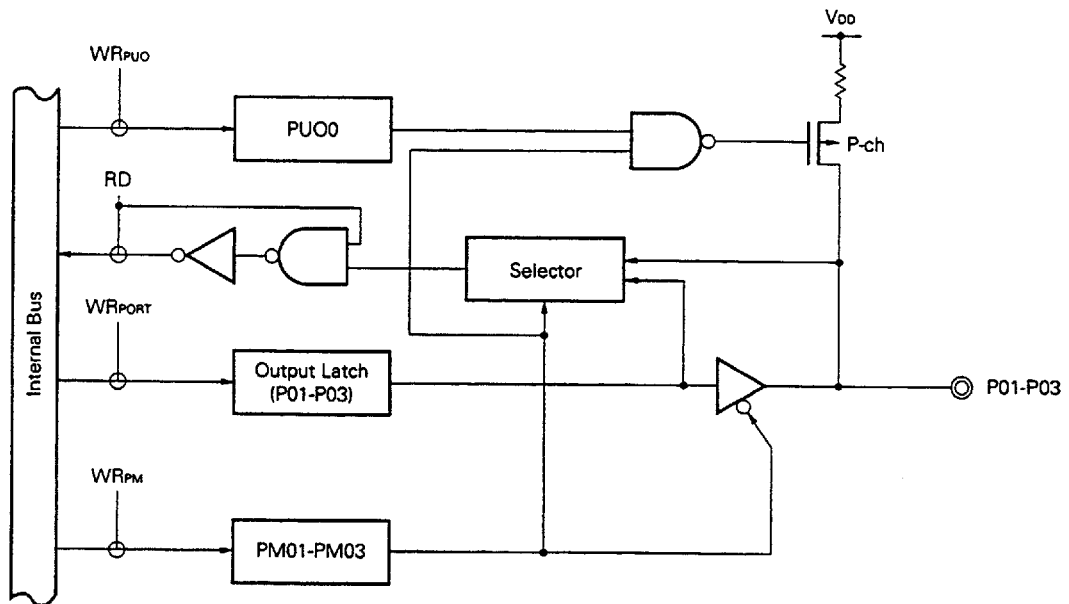 VDD
WRPUO
PUO0
P-ch
RD
Selector
Internal Bus
WRPORT
Output Latch
(P01-P03)
P01-P03
WRPM
PM01-PM03